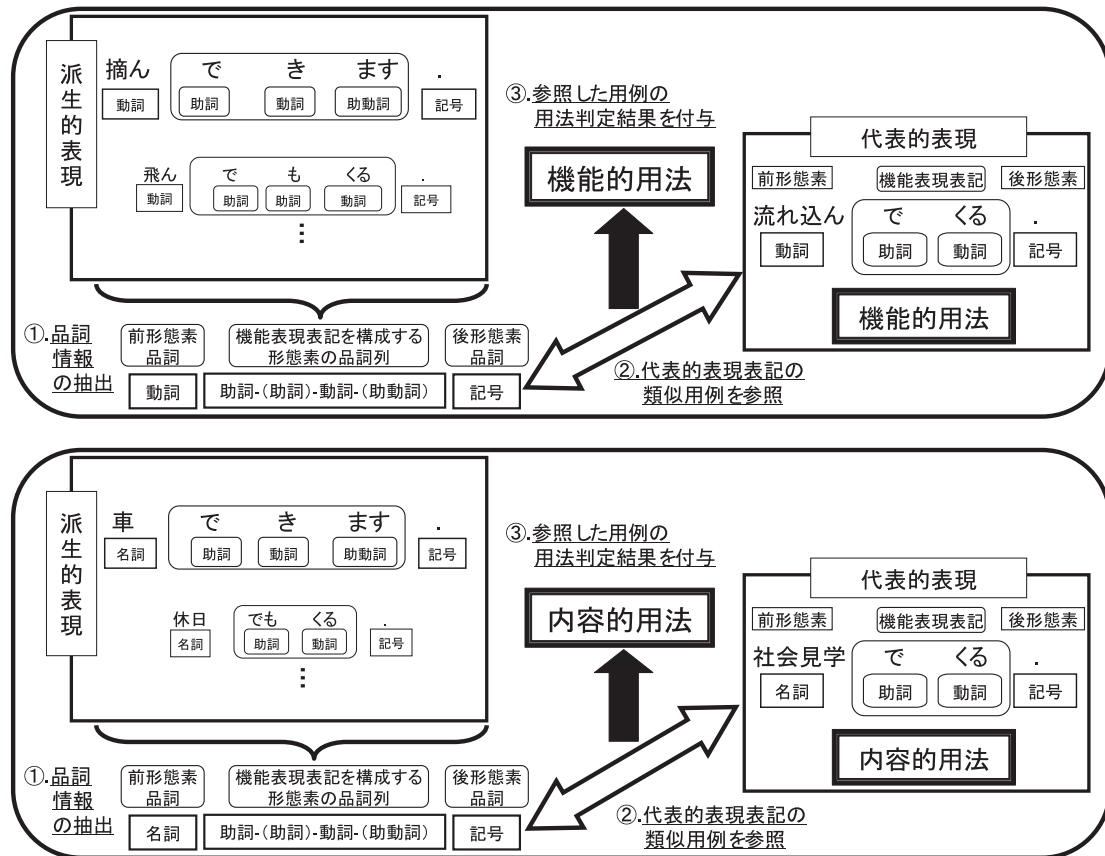 派生的表現
摘ん で き ます .
動詞 助詞 動詞 助動詞 記号
飛ん で も くる .
動詞 助詞 助詞 動詞 記号
⋮
①.品詞
情報
の抽出
前形態素
品詞
機能表現表記を構成する
形態素の品詞列
後形態素
品詞
動詞 助詞-(助詞)-動詞-(助動詞) 記号
③.参照した用例の
用法判定結果を付与
機能的用法
②.代表的表現表記の
類似用例を参照
代表的表現
前形態素 機能表現表記 後形態素
流れ込ん で くる .
動詞 助詞 動詞 記号
機能的用法
派生的表現
車 で き ます .
名詞 助詞 動詞 助動詞 記号
休日 でも くる .
名詞 助詞 動詞 記号
⋮
①.品詞
情報
の抽出
前形態素
品詞
機能表現表記を構成する
形態素の品詞列
後形態素
品詞
名詞 助詞-(助詞)-動詞-(助動詞) 記号
③.参照した用例の
用法判定結果を付与
内容的用法
②.代表的表現表記の
類似用例を参照
代表的表現
前形態素 機能表現表記 後形態素
社会見学 で くる .
名詞 助詞 動詞 記号
内容的用法